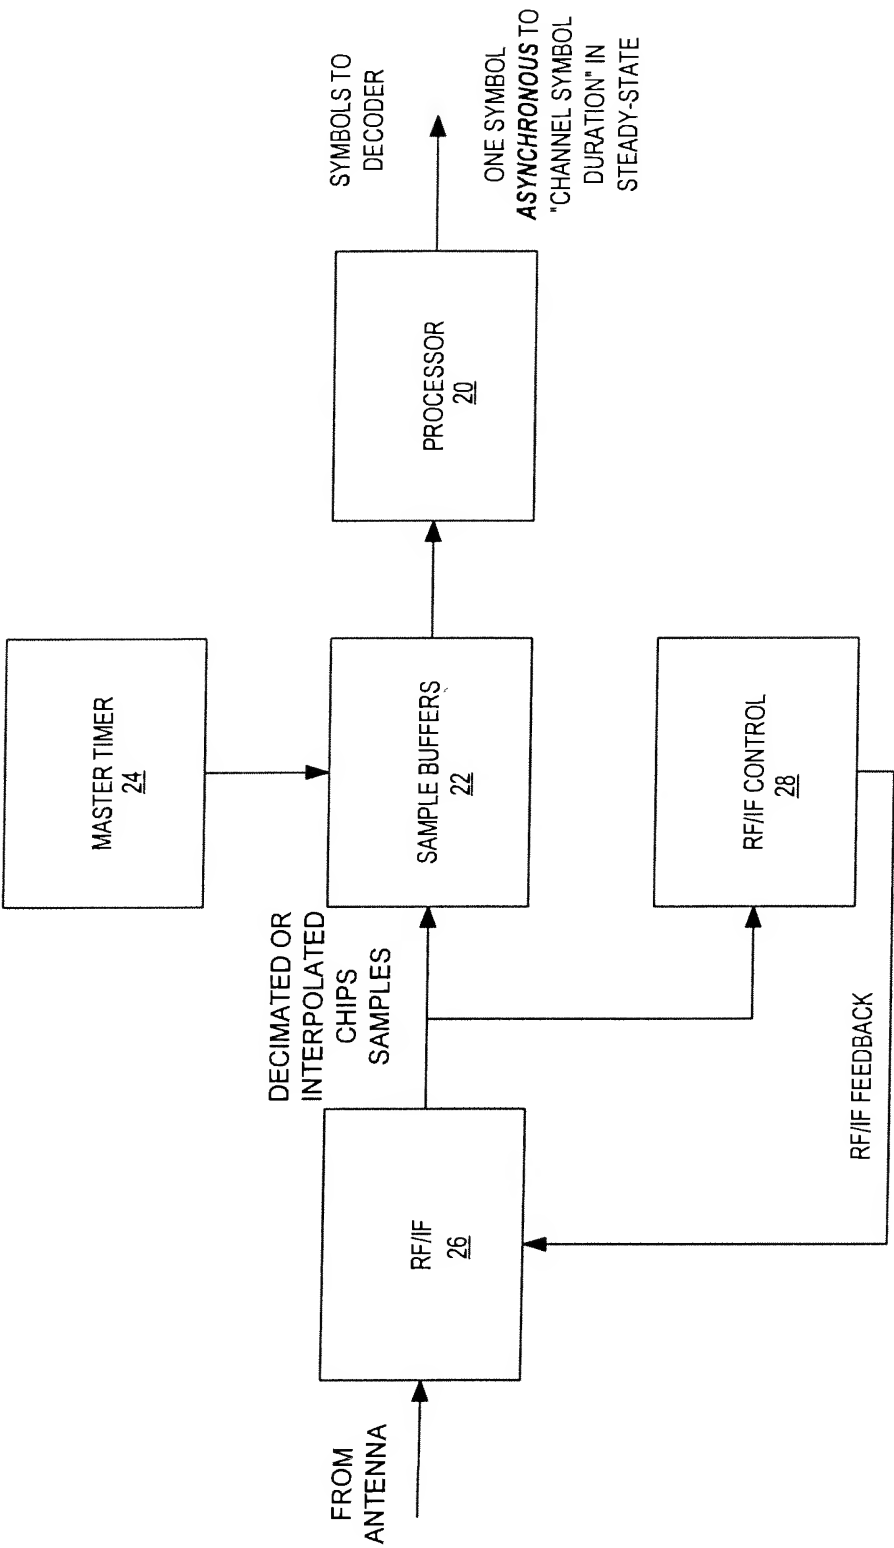 MASTER TIMER
24
FROM
ANTENNA
RF/IF
26
DECIMATED OR
INTERPOLATED
CHIPS
SAMPLES
SAMPLE BUFFERS
22
PROCESSOR
20
SYMBOLS TO
DECODER
ONE SYMBOL
ASYNCHRONOUS TO
"CHANNEL SYMBOL
DURATION" IN
STEADY-STATE
RF/IF CONTROL
28
RF/IF FEEDBACK